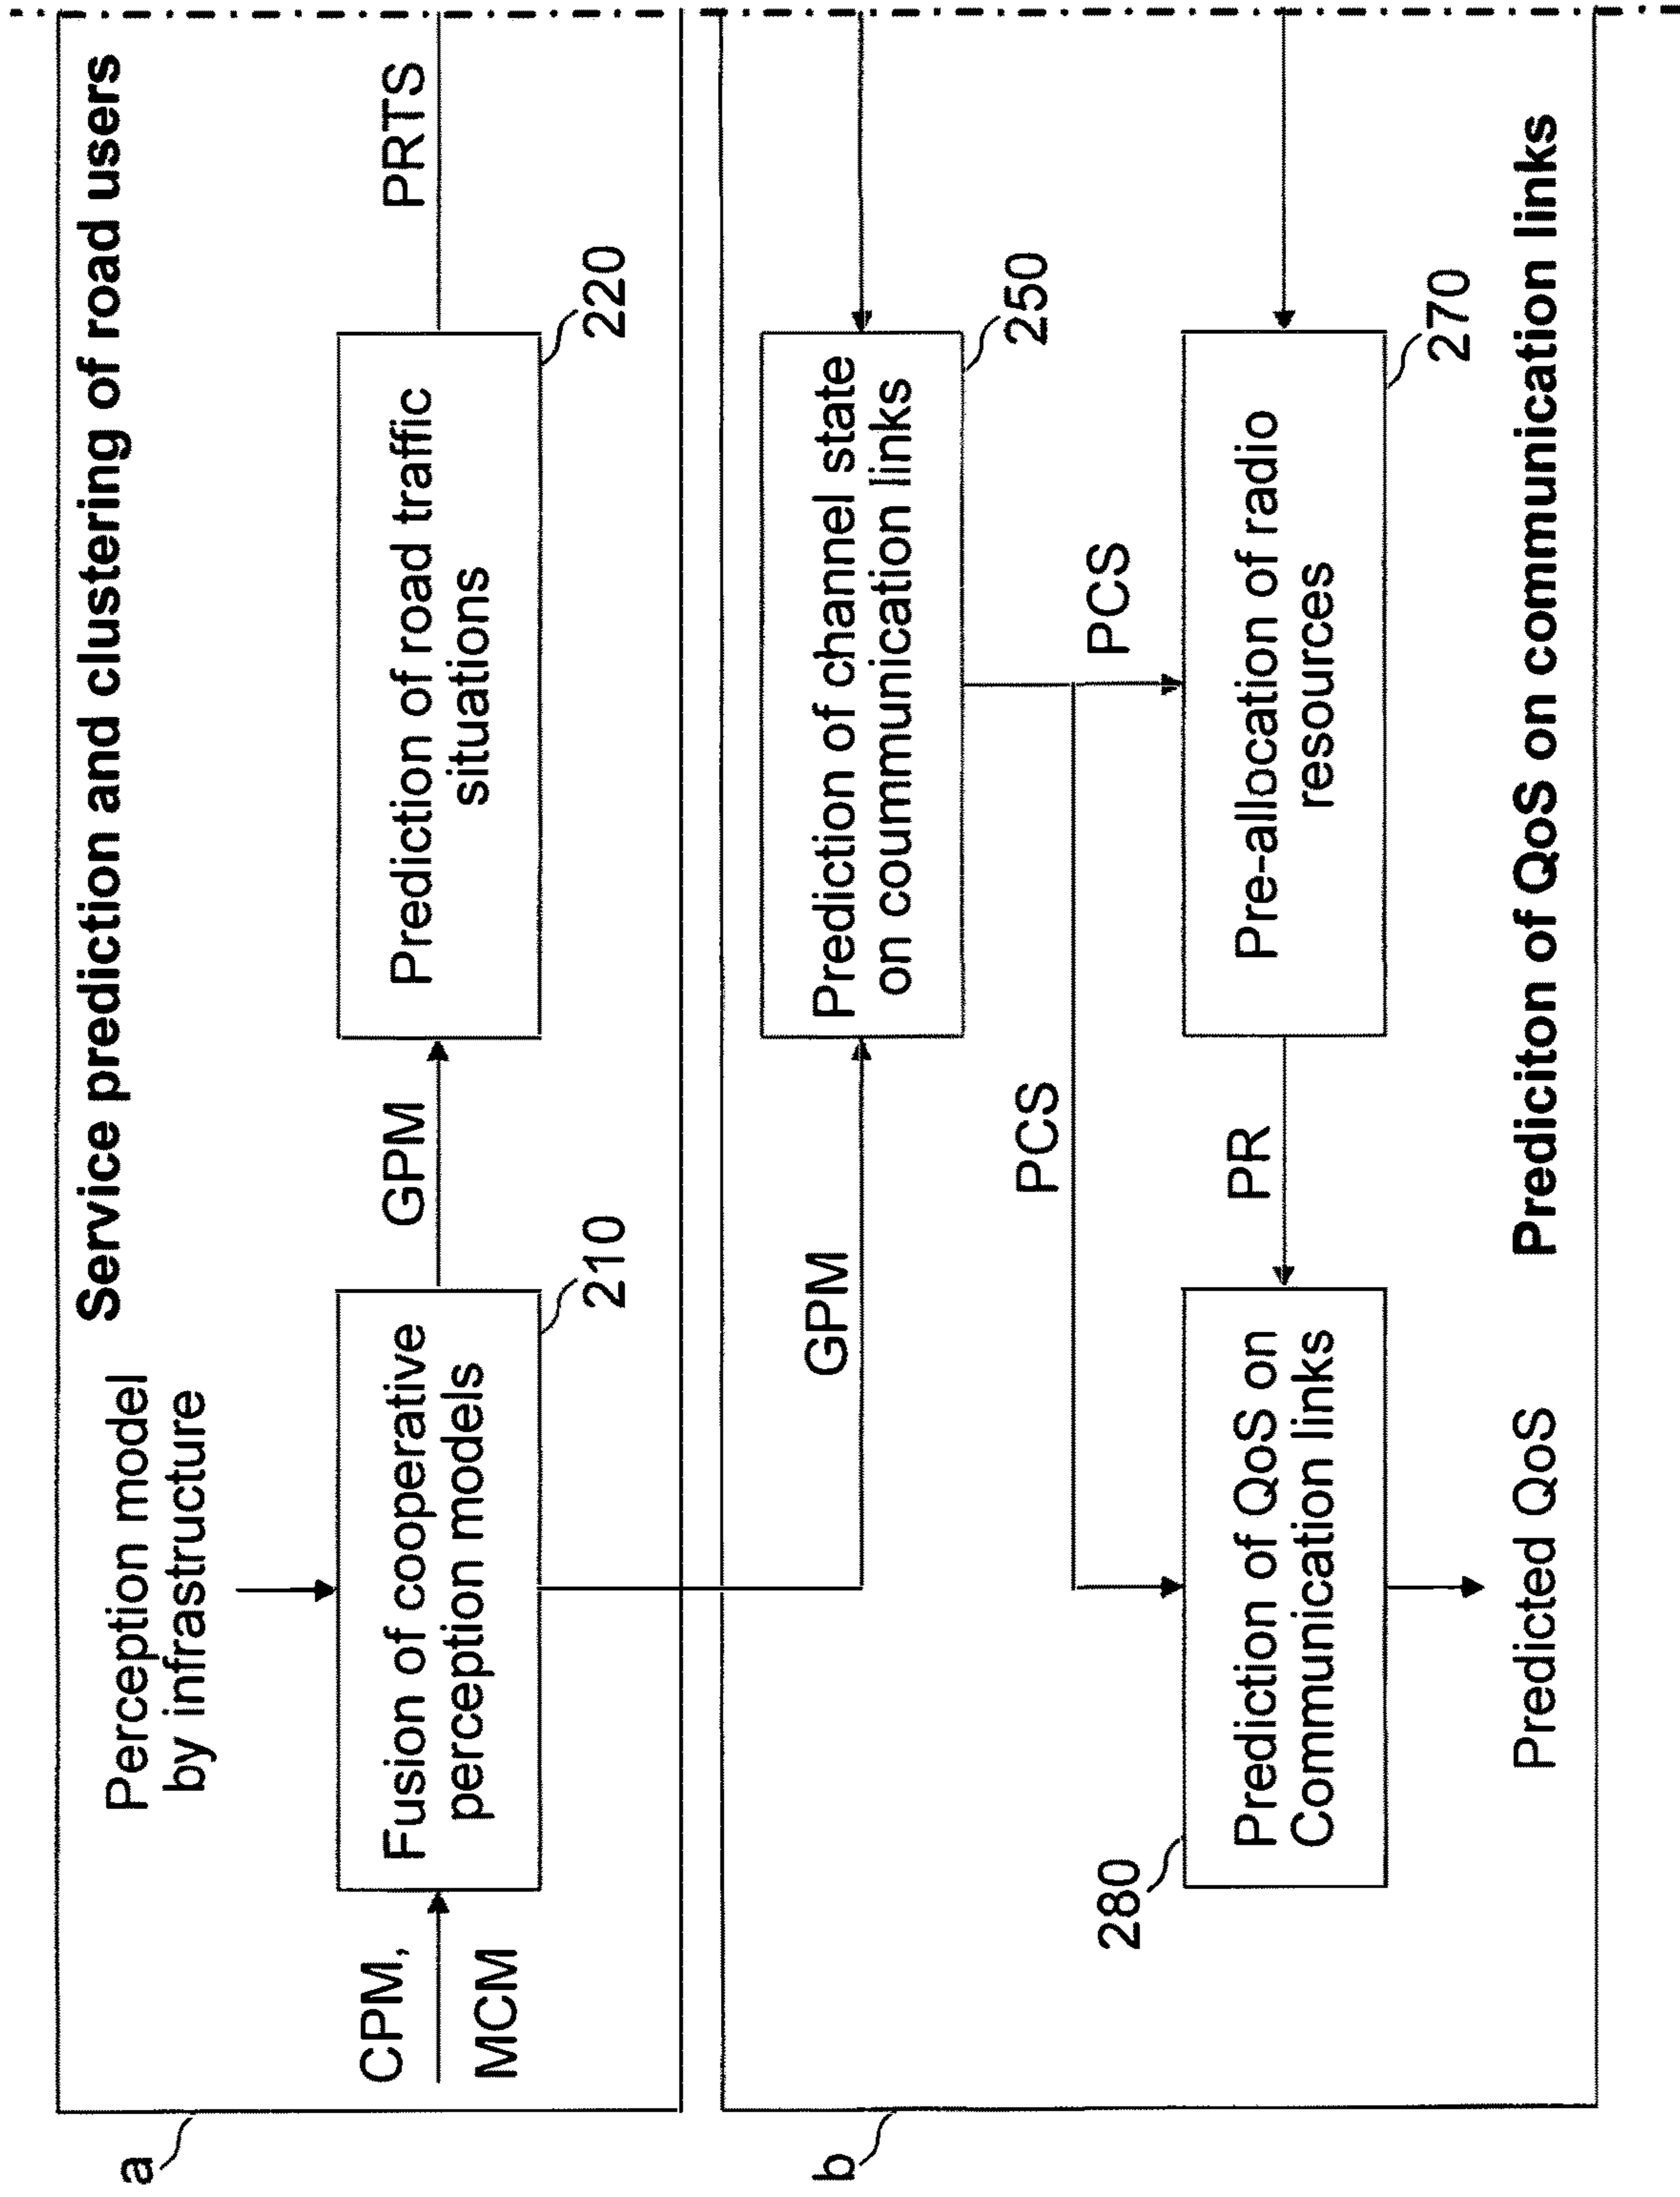 a
Service prediction and clustering of road users
Perception model
by infrastructure
CPM,
MCM
Fusion of cooperative
perception models
210
GPM
Prediction of road traffic
situations
220
PRTS
b
GPM
Prediction of channel state
on coummunication links
250
PCS
PCS
280
Prediction of QoS on
Communication links
PR
Pre-allocation of radio
resources
270
Predicted QoS
Prediciton of QoS on communication links